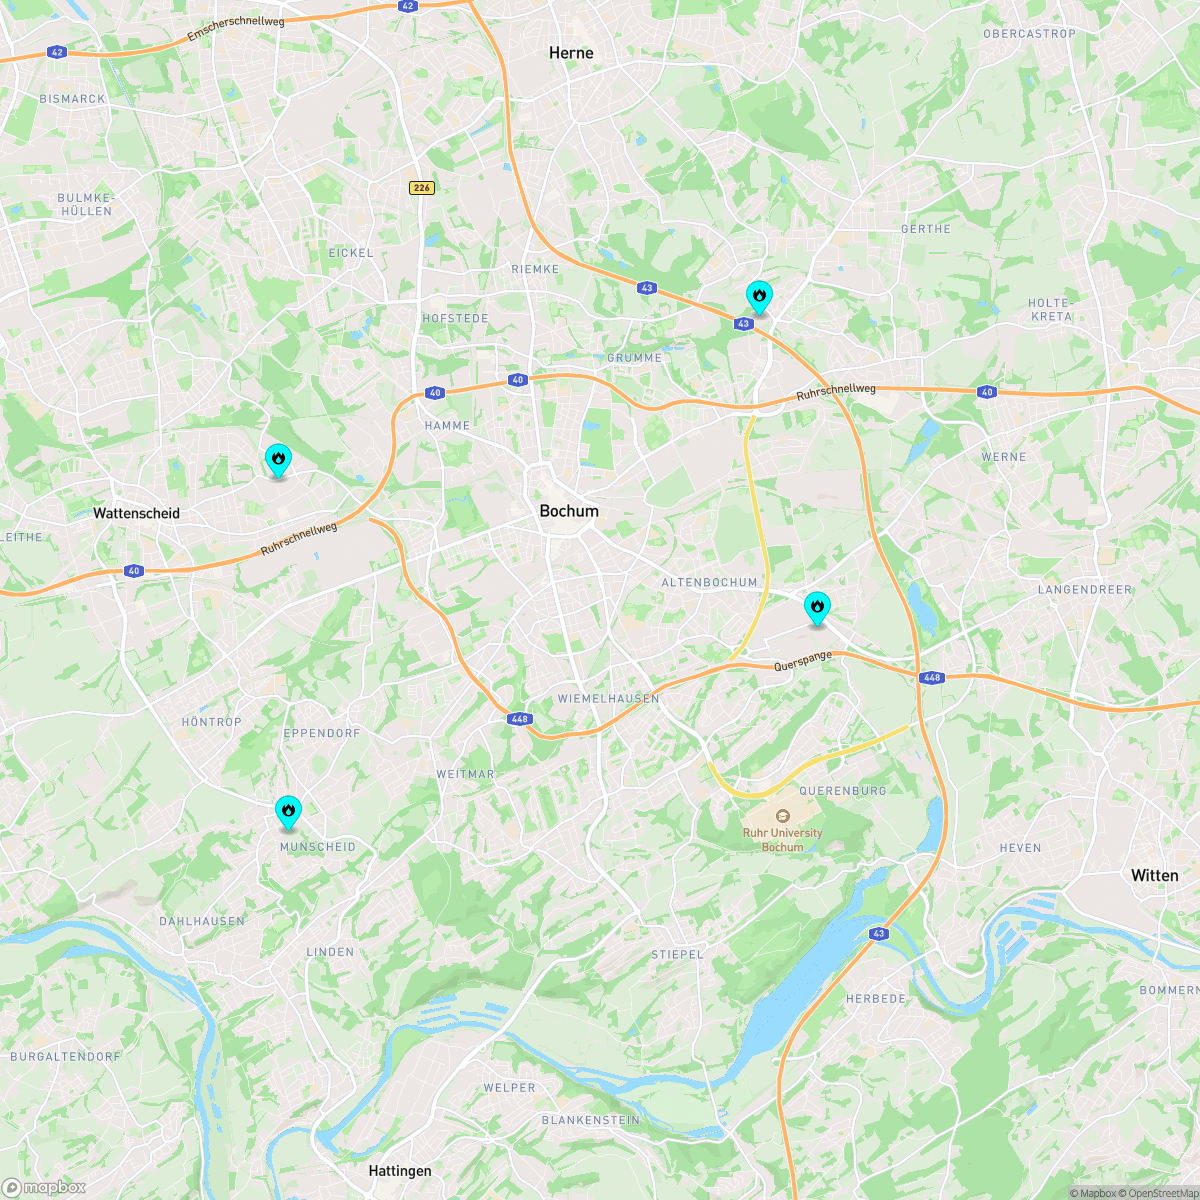 42
Emscherschnellweg
42
Herne
OBERCASTROP
BISMARCK
226
BULMKE-
HÜLLEN
GERTHE
EICKEL
RIEMKE
43
HOLTE-
KRETA
HOFSTEDE
43
GRUMME
40
40
Ruhrschnellweg
40
HAMME
WERNE
Wattenscheid
Bochum
LEITHE
Ruhrschnellweg
40
ALTENBOCHUM
LANGENDREER
Querspange
448
WIEMELHAUSEN
448
HÖNTROP
EPPENDORF
WEITMAR
QUERENBURG
Ruhr University
Bochum
MUNSCHEID
HEVEN
Witten
DAHLHAUSEN
43
LINDEN
STIEPEL
HERBEDE
BOMMERN
BURGALTENDORF
WELPER
BLANKENSTEIN
Hattingen
mapbox
© Mapbox © OpenStreetMap